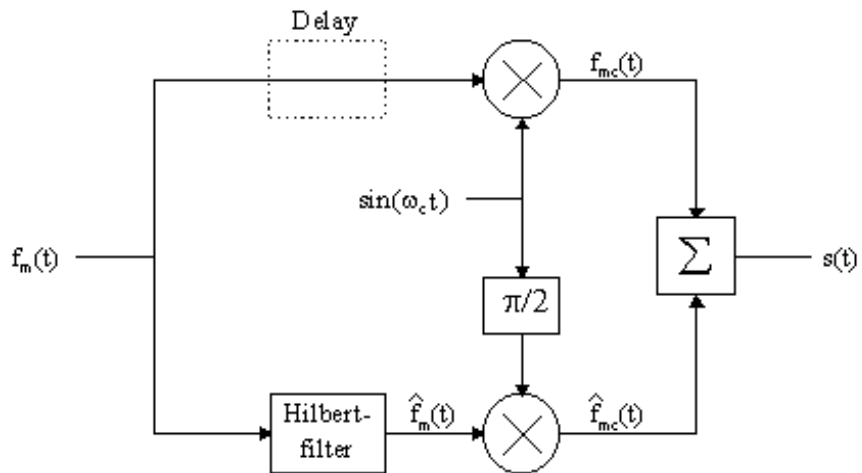 Delay
f_mc(t)
sin(ω_c t)
f_m(t)
Σ
s(t)
π/2
Hilbert-
filter
f̂_m(t)
f̂_mc(t)